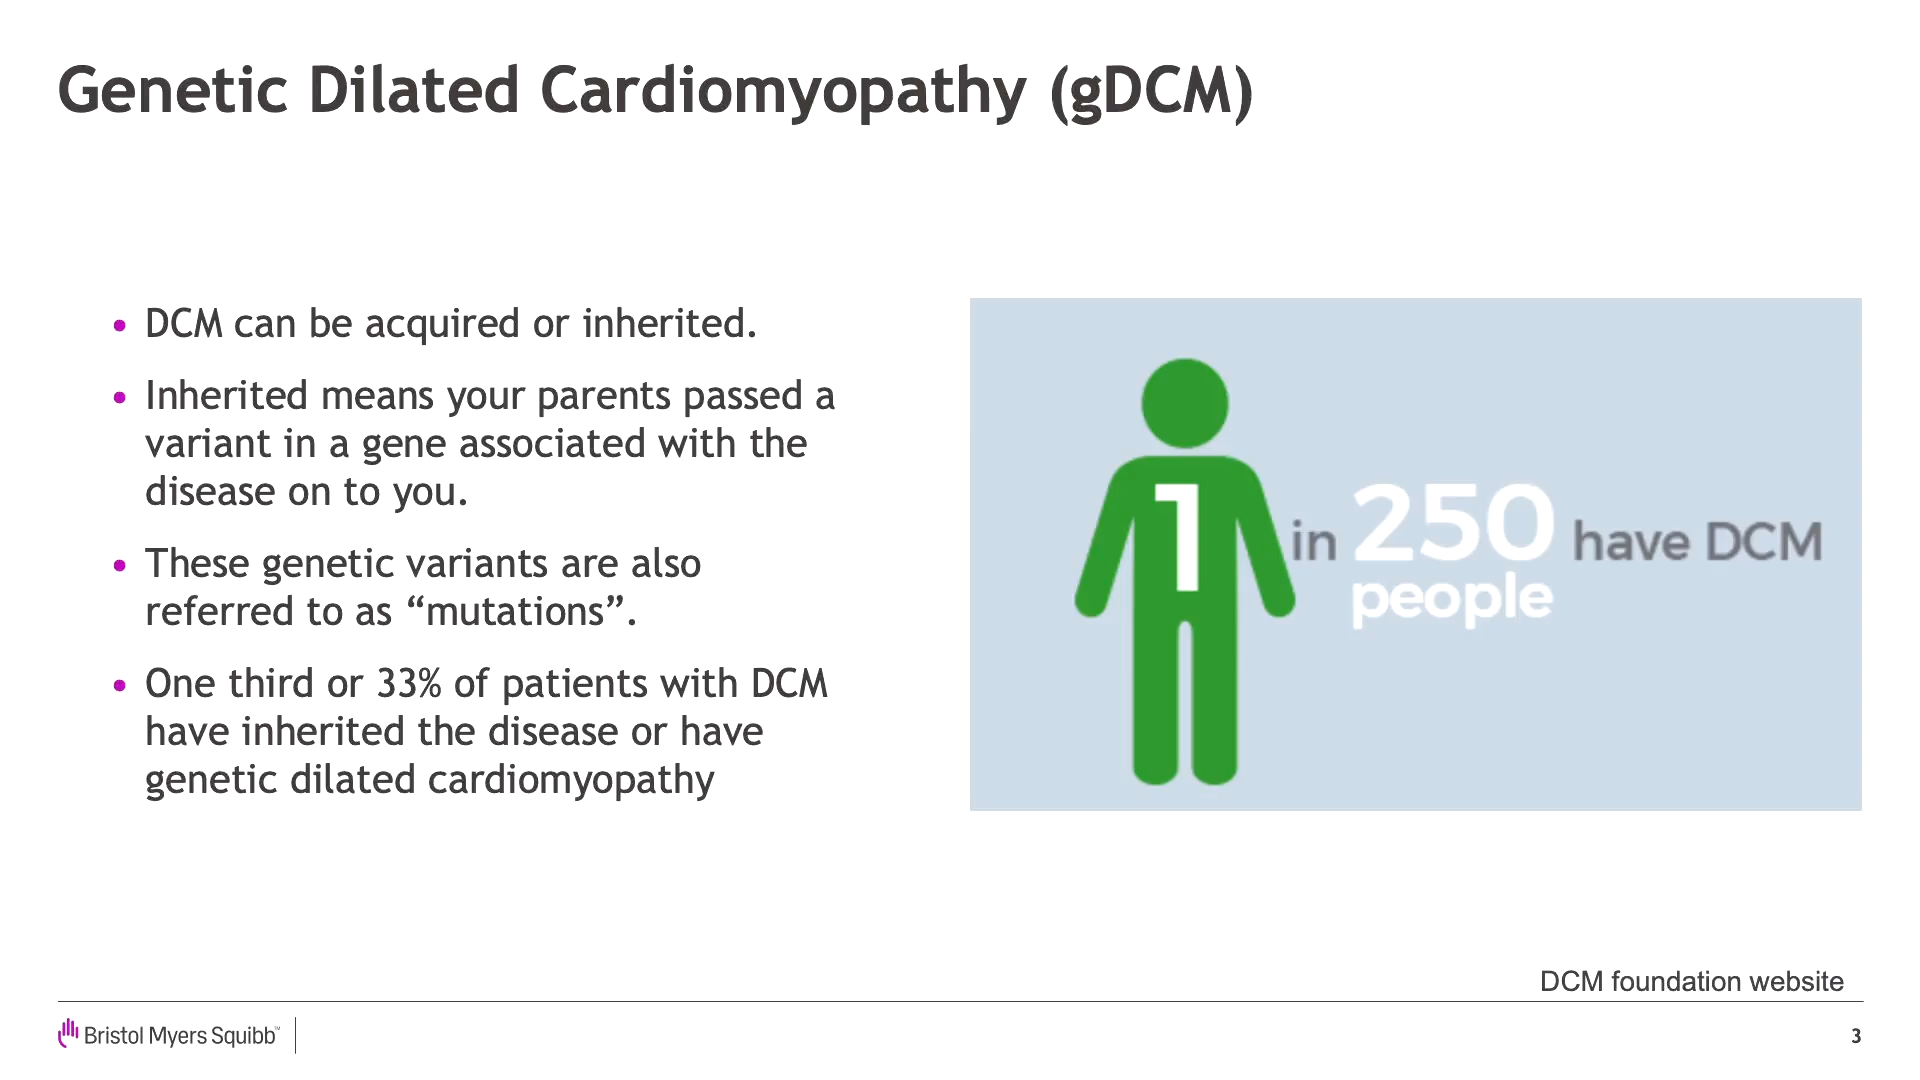 Genetic Dilated Cardiomyopathy (gDCM)
• DCM can be acquired or inherited.
• Inherited means your parents passed a
variant in a gene associated with the
disease on to you.
• These genetic variants are also
referred to as “mutations”.
• One third or 33% of patients with DCM
have inherited the disease or have
genetic dilated cardiomyopathy
1 in 250 have DCM
people
DCM foundation website
Bristol Myers Squibb™
3